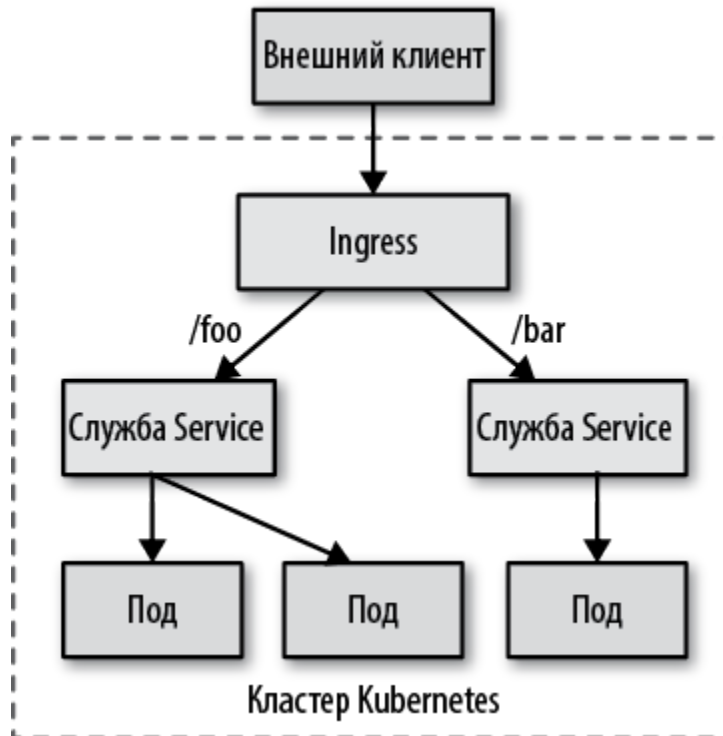 Внешний клиент
Ingress
/foo
/bar
Служба Service
Служба Service
Под
Под
Под
Кластер Kubernetes